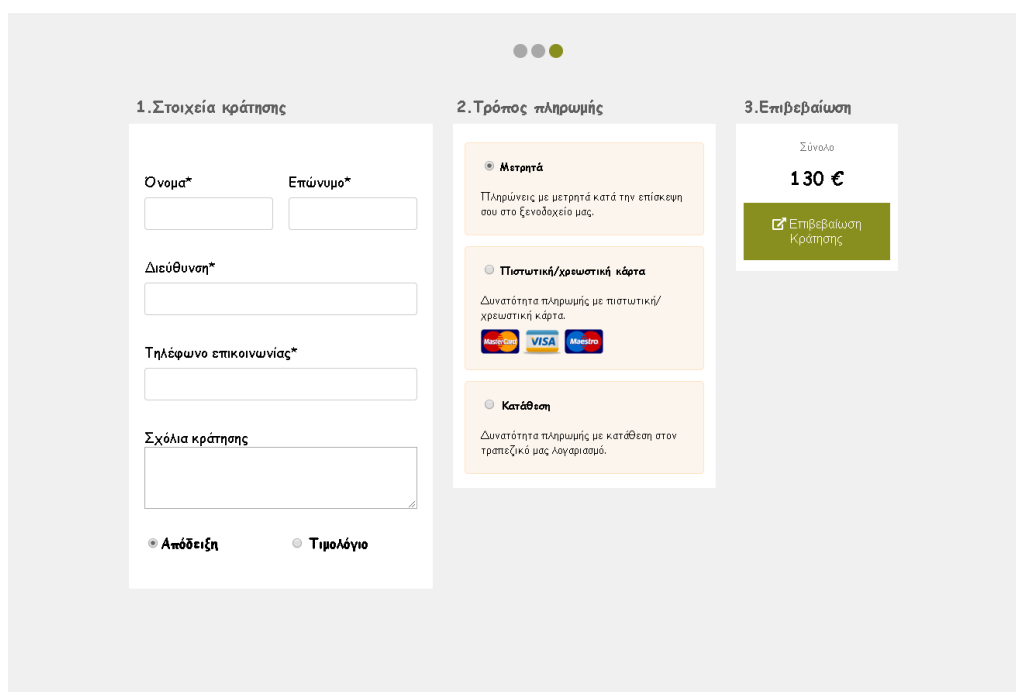 1.Στοιχεία κράτησης
Όνομα*
Επώνυμο*
Διεύθυνση*
Τηλέφωνο επικοινωνίας*
Σχόλια κράτησης
Απόδειξη
Τιμολόγιο
2.Τρόπος πληρωμής
Μετρητά
Πληρώνεις με μετρητά κατά την επίσκεψη
σου στο ξενοδοχείο μας.
Πιστωτική/χρεωστική κάρτα
Δυνατότητα πληρωμής με πιστωτική/
χρεωστική κάρτα.
MasterCard VISA Maestro
Κατάθεση
Δυνατότητα πληρωμής με κατάθεση στον
τραπεζικό μας λογαριασμό.
3.Επιβεβαίωση
Σύνολο
130 €
Επιβεβαίωση
Κράτησης